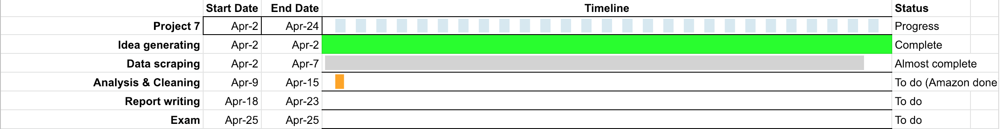 Start Date End Date Timeline Status
Project 7 Apr-2 Apr-24 Progress
Idea generating Apr-2 Apr-2 Complete
Data scraping Apr-2 Apr-7 Almost complete
Analysis & Cleaning Apr-9 Apr-15 To do (Amazon done
Report writing Apr-18 Apr-23 To do
Exam Apr-25 Apr-25 To do